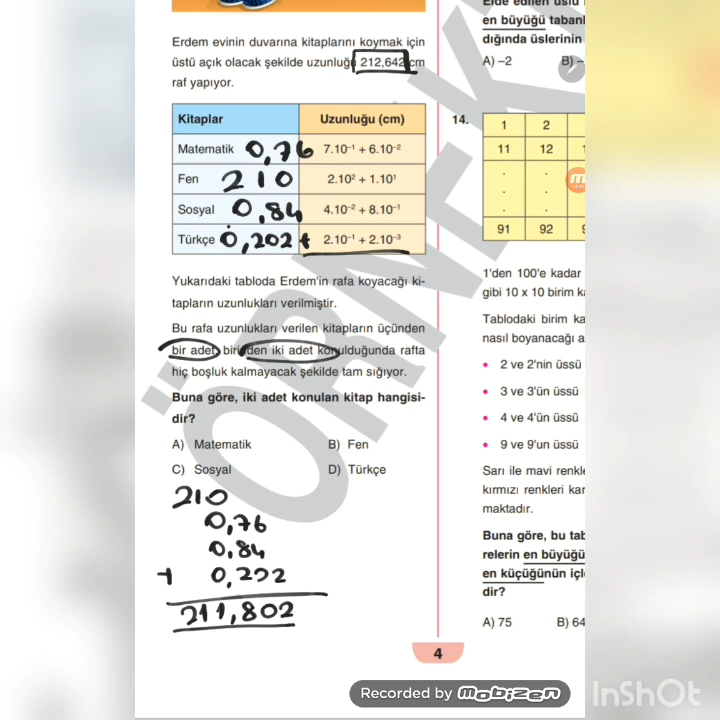 Erdem evinin duvarına kitaplarını koymak için
üstü açık olacak şekilde uzunluğu 212,642 cm
raf yapıyor.
Kitaplar Uzunluğu (cm)
Matematik 0,76 7.10⁻¹ + 6.10⁻²
Fen 210 2.10² + 1.10¹
Sosyal 0,84 4.10⁻² + 8.10⁻¹
Türkçe 0,202 + 2.10⁻¹ + 2.10⁻³
Yukarıdaki tabloda Erdem'in rafa koyacağı ki-
tapların uzunlukları verilmiştir.
Bu rafa uzunlukları verilen kitapların üçünden
bir adet, birinden iki adet konulduğunda rafta
hiç boşluk kalmayacak şekilde tam sığıyor.
Buna göre, iki adet konulan kitap hangisi-
dir?
A) Matematik B) Fen
C) Sosyal D) Türkçe
210
0,76
0,84
+ 0,202
211,802
ÖRNEK
en büyüğü
dığında üslerinin
A) –2 B) –
14.
1 2
11 12
. .
. .
. .
91 92
1'den 100'e kadar
gibi 10 x 10 birim
Tablodaki birim
nasıl boyanacağı
• 2 ve 2'nin üssü
• 3 ve 3'ün üssü
• 4 ve 4'ün üssü
• 9 ve 9'un üssü
Sarı ile mavi
kırmızı renkleri
maktadır.
Buna göre, bu
relerin en büyüğü
en küçüğünün
dir?
A) 75 B) 64
4
Recorded by Mobizen
InShOt